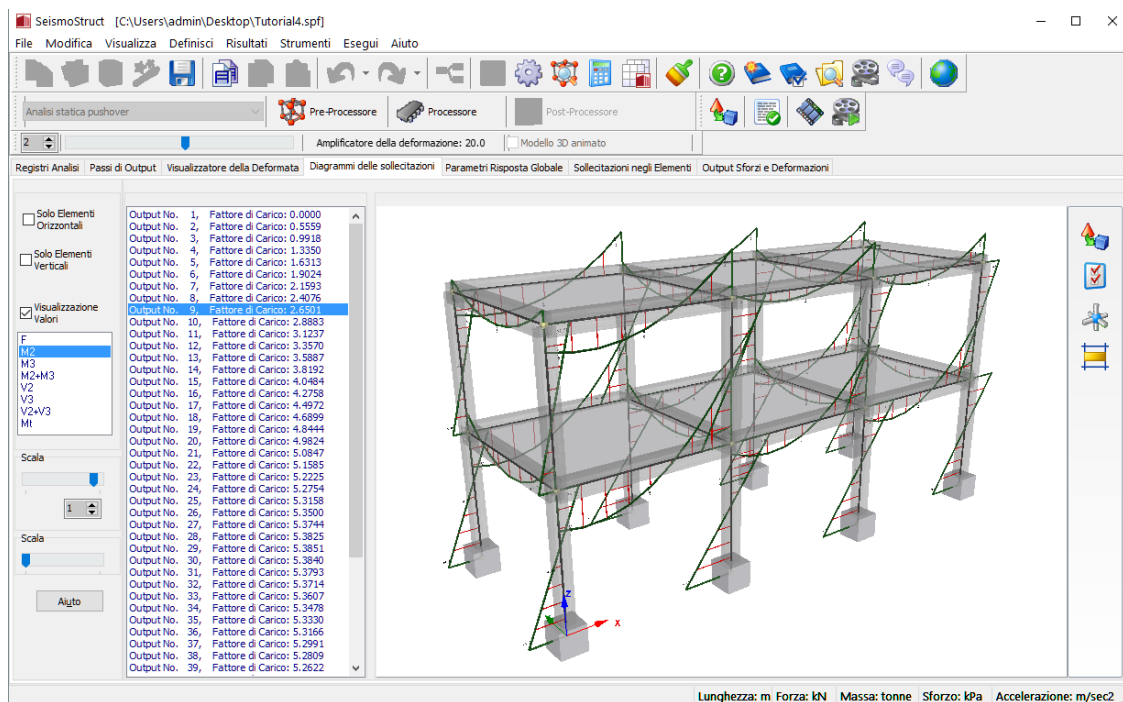 SeismoStruct [C:\Users\admin\Desktop\Tutorial4.spf]
File Modifica Visualizza Definisci Risultati Strumenti Esegui Aiuto
Analisi statica pushover Pre-Processore Processore Post-Processore
2 Amplificatore della deformazione: 20.0 Modello 3D animato
Registri Analisi Passi di Output Visualizzatore della Deformata Diagrammi delle sollecitazioni Parametri Risposta Globale Sollecitazioni negli Elementi Output Sforzi e Deformazioni
Solo Elementi
Orizzontali
Solo Elementi
Verticali
Visualizzazione
Valori
F
M2
M3
M2+M3
V2
V3
V2+V3
Mt
Scala
1
Scala
Aiuto
Output No. 1, Fattore di Carico: 0.0000
Output No. 2, Fattore di Carico: 0.5559
Output No. 3, Fattore di Carico: 0.9918
Output No. 4, Fattore di Carico: 1.3350
Output No. 5, Fattore di Carico: 1.6313
Output No. 6, Fattore di Carico: 1.9024
Output No. 7, Fattore di Carico: 2.1593
Output No. 8, Fattore di Carico: 2.4076
Output No. 9, Fattore di Carico: 2.6501
Output No. 10, Fattore di Carico: 2.8883
Output No. 11, Fattore di Carico: 3.1237
Output No. 12, Fattore di Carico: 3.3570
Output No. 13, Fattore di Carico: 3.5887
Output No. 14, Fattore di Carico: 3.8192
Output No. 15, Fattore di Carico: 4.0484
Output No. 16, Fattore di Carico: 4.2758
Output No. 17, Fattore di Carico: 4.4972
Output No. 18, Fattore di Carico: 4.6899
Output No. 19, Fattore di Carico: 4.8444
Output No. 20, Fattore di Carico: 4.9824
Output No. 21, Fattore di Carico: 5.0847
Output No. 22, Fattore di Carico: 5.1585
Output No. 23, Fattore di Carico: 5.2225
Output No. 24, Fattore di Carico: 5.2754
Output No. 25, Fattore di Carico: 5.3158
Output No. 26, Fattore di Carico: 5.3500
Output No. 27, Fattore di Carico: 5.3744
Output No. 28, Fattore di Carico: 5.3825
Output No. 29, Fattore di Carico: 5.3851
Output No. 30, Fattore di Carico: 5.3840
Output No. 31, Fattore di Carico: 5.3793
Output No. 32, Fattore di Carico: 5.3714
Output No. 33, Fattore di Carico: 5.3607
Output No. 34, Fattore di Carico: 5.3478
Output No. 35, Fattore di Carico: 5.3330
Output No. 36, Fattore di Carico: 5.3166
Output No. 37, Fattore di Carico: 5.2991
Output No. 38, Fattore di Carico: 5.2809
Output No. 39, Fattore di Carico: 5.2622
z
x
Lunghezza: m Forza: kN Massa: tonne Sforzo: kPa Accelerazione: m/sec2